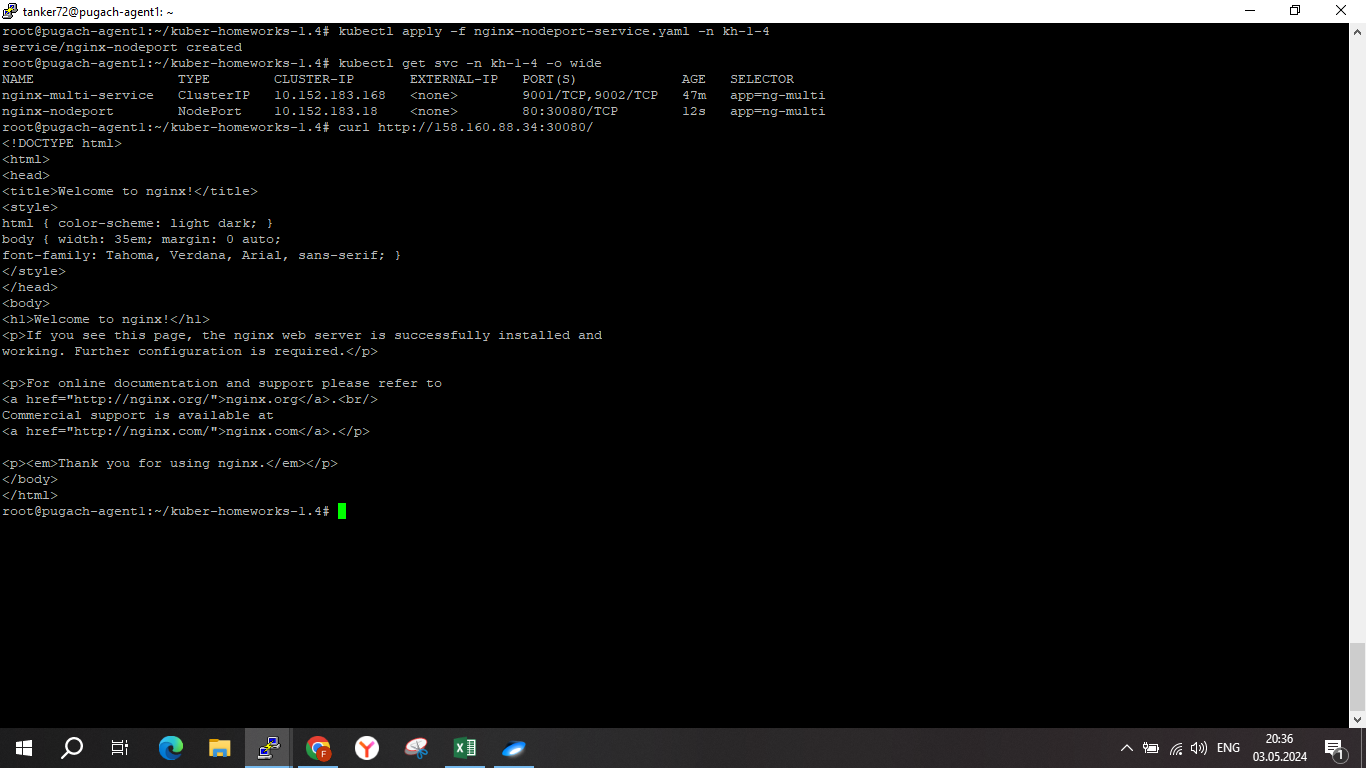 tanker72@pugach-agent1: ~
root@pugach-agent1:~/kuber-homeworks-1.4# kubectl apply -f nginx-nodeport-service.yaml -n kh-1-4
service/nginx-nodeport created
root@pugach-agent1:~/kuber-homeworks-1.4# kubectl get svc -n kh-1-4 -o wide
NAME                  TYPE        CLUSTER-IP       EXTERNAL-IP   PORT(S)             AGE   SELECTOR
nginx-multi-service   ClusterIP   10.152.183.168   <none>        9001/TCP,9002/TCP   47m   app=ng-multi
nginx-nodeport        NodePort    10.152.183.18    <none>        80:30080/TCP        12s   app=ng-multi
root@pugach-agent1:~/kuber-homeworks-1.4# curl http://158.160.88.34:30080/
<!DOCTYPE html>
<html>
<head>
<title>Welcome to nginx!</title>
<style>
html { color-scheme: light dark; }
body { width: 35em; margin: 0 auto;
font-family: Tahoma, Verdana, Arial, sans-serif; }
</style>
</head>
<body>
<h1>Welcome to nginx!</h1>
<p>If you see this page, the nginx web server is successfully installed and
working. Further configuration is required.</p>

<p>For online documentation and support please refer to
<a href="http://nginx.org/">nginx.org</a>.<br/>
Commercial support is available at
<a href="http://nginx.com/">nginx.com</a>.</p>

<p><em>Thank you for using nginx.</em></p>
</body>
</html>
root@pugach-agent1:~/kuber-homeworks-1.4#
ENG
20:36
03.05.2024
1